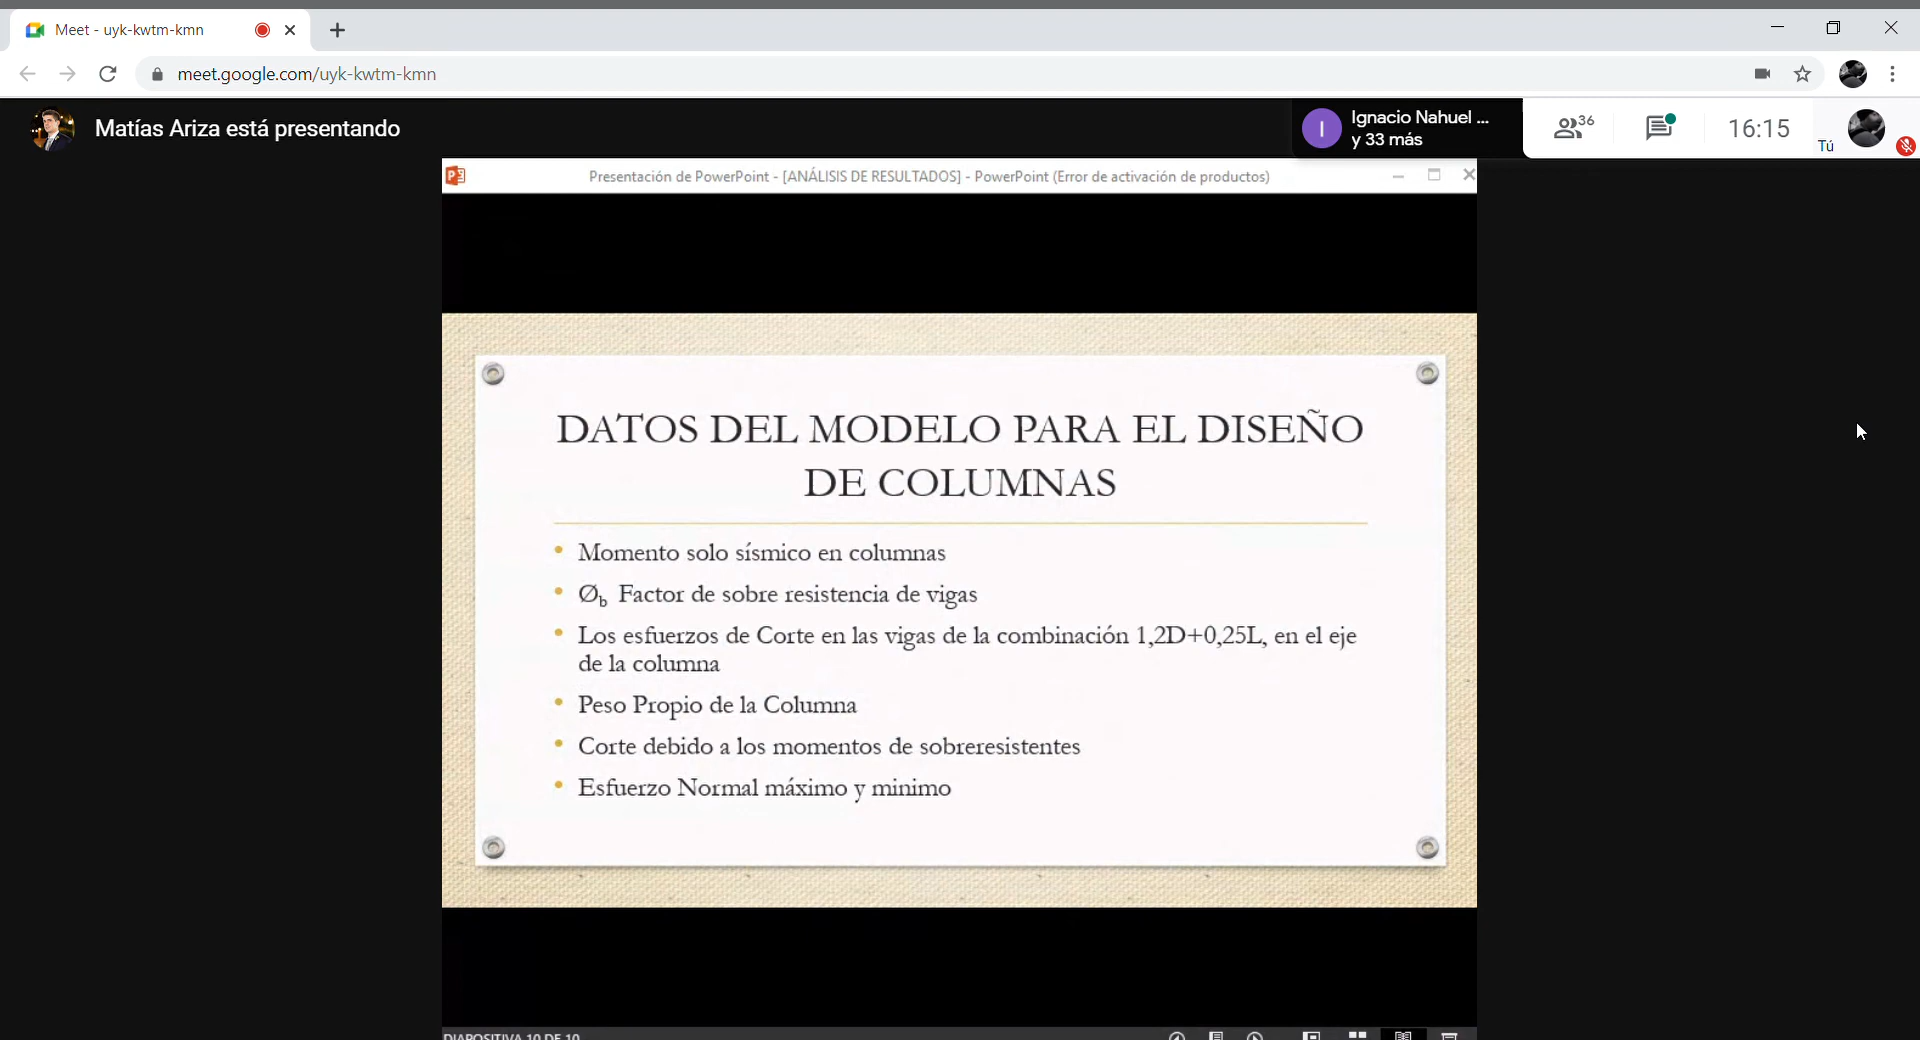 Meet - uyk-kwtm-kmn
meet.google.com/uyk-kwtm-kmn
Matías Ariza está presentando
I
Ignacio Nahuel ...
y 33 más
36
16:15
Tú
Presentación de PowerPoint - [ANÁLISIS DE RESULTADOS] - PowerPoint (Error de activación de productos)
DATOS DEL MODELO PARA EL DISEÑO
DE COLUMNAS
• Momento solo sísmico en columnas
• Øb Factor de sobre resistencia de vigas
• Los esfuerzos de Corte en las vigas de la combinación 1,2D+0,25L, en el eje
de la columna
• Peso Propio de la Columna
• Corte debido a los momentos de sobreresistentes
• Esfuerzo Normal máximo y minimo
DIAPOSITIVA 10 DE 10